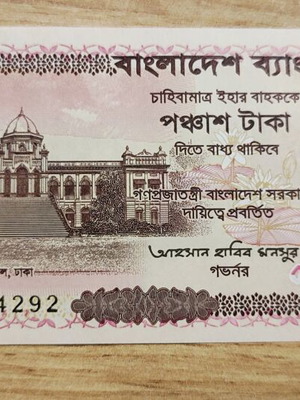 বাংলাদেশ ব্যাং
চাহিবামাত্র ইহার বাহককে
পঞ্চাশ টাকা
দিতে বাধ্য থাকিবে
গণপ্রজাতন্ত্রী বাংলাদেশ সরকা
দায়িত্বে প্রবর্তিত
আহসান হাবিব মনসুর
গভর্নর
ল, ঢাকা
4292